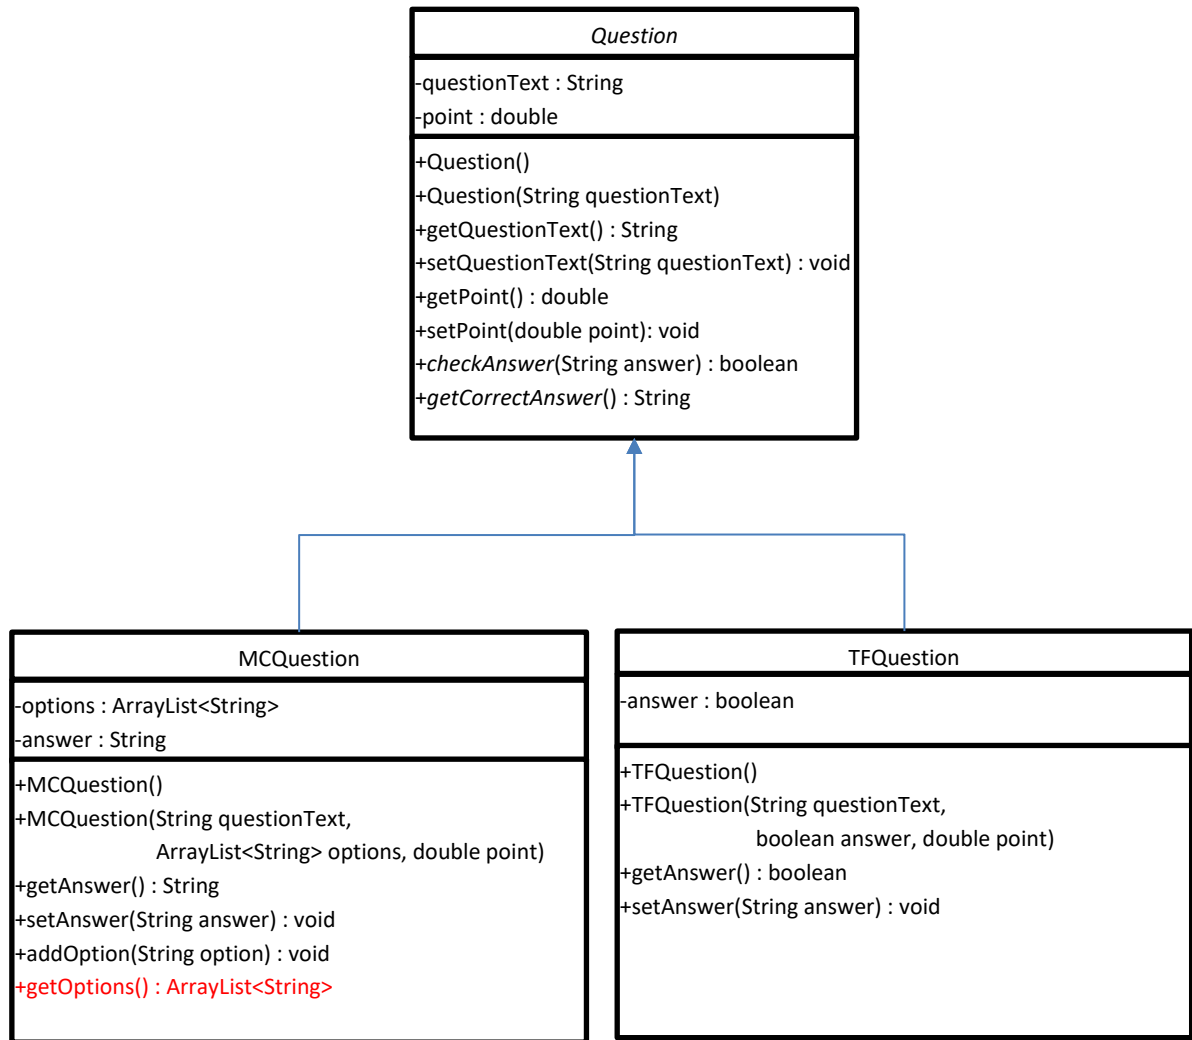 Question
-questionText : String
-point : double
+Question()
+Question(String questionText)
+getQuestionText() : String
+setQuestionText(String questionText) : void
+getPoint() : double
+setPoint(double point): void
+checkAnswer(String answer) : boolean
+getCorrectAnswer() : String
MCQuestion
-options : ArrayList<String>
-answer : String
+MCQuestion()
+MCQuestion(String questionText,
ArrayList<String> options, double point)
+getAnswer() : String
+setAnswer(String answer) : void
+addOption(String option) : void
+getOptions() : ArrayList<String>
TFQuestion
-answer : boolean
+TFQuestion()
+TFQuestion(String questionText,
boolean answer, double point)
+getAnswer() : boolean
+setAnswer(String answer) : void